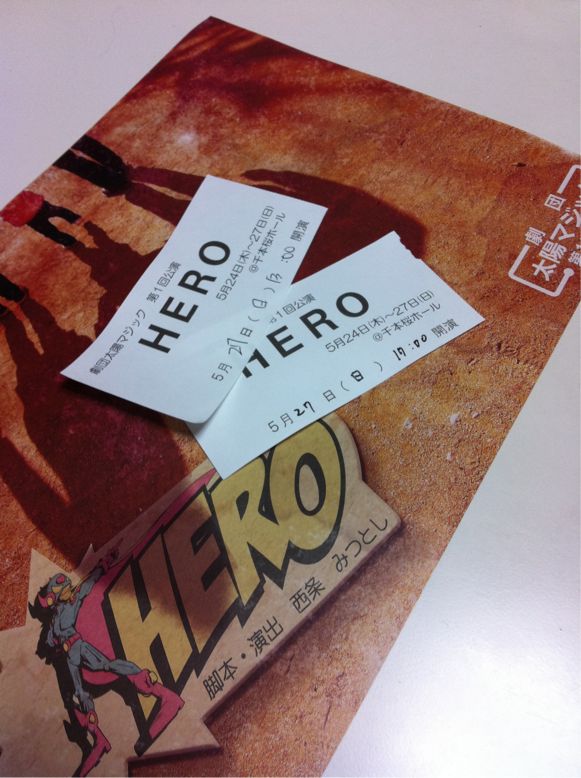 劇団太陽マジック 第1回公演
HERO
5月24日(木)~27日(日)
@千本桜ホール
5月27日(日)13:00 開演
第1回公演
HERO
5月24日(木)~27日(日)
@千本桜ホール
5月27日(日)17:00 開演
劇団
太陽マジッ
HERO
脚本・演出 西条 みつとし